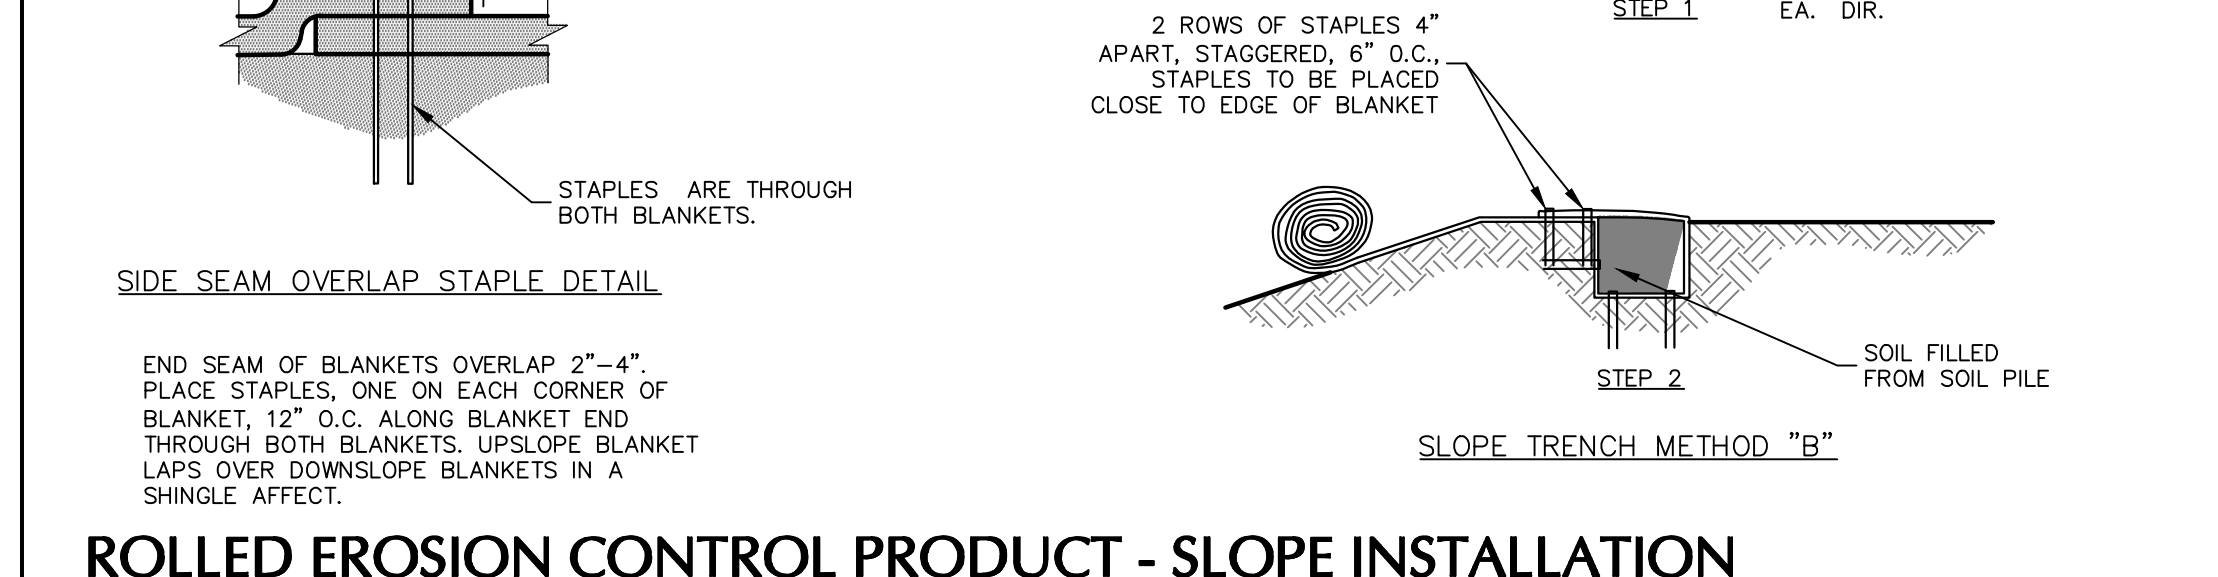 STEP 1
EA. DIR.
2 ROWS OF STAPLES 4”
APART, STAGGERED, 6” O.C.,
STAPLES TO BE PLACED
CLOSE TO EDGE OF BLANKET
STAPLES ARE THROUGH
BOTH BLANKETS.
SIDE SEAM OVERLAP STAPLE DETAIL
END SEAM OF BLANKETS OVERLAP 2”–4”.
PLACE STAPLES, ONE ON EACH CORNER OF
BLANKET, 12” O.C. ALONG BLANKET END
THROUGH BOTH BLANKETS. UPSLOPE BLANKET
LAPS OVER DOWNSLOPE BLANKETS IN A
SHINGLE AFFECT.
SOIL FILLED
FROM SOIL PILE
STEP 2
SLOPE TRENCH METHOD ”B”
ROLLED EROSION CONTROL PRODUCT - SLOPE INSTALLATION